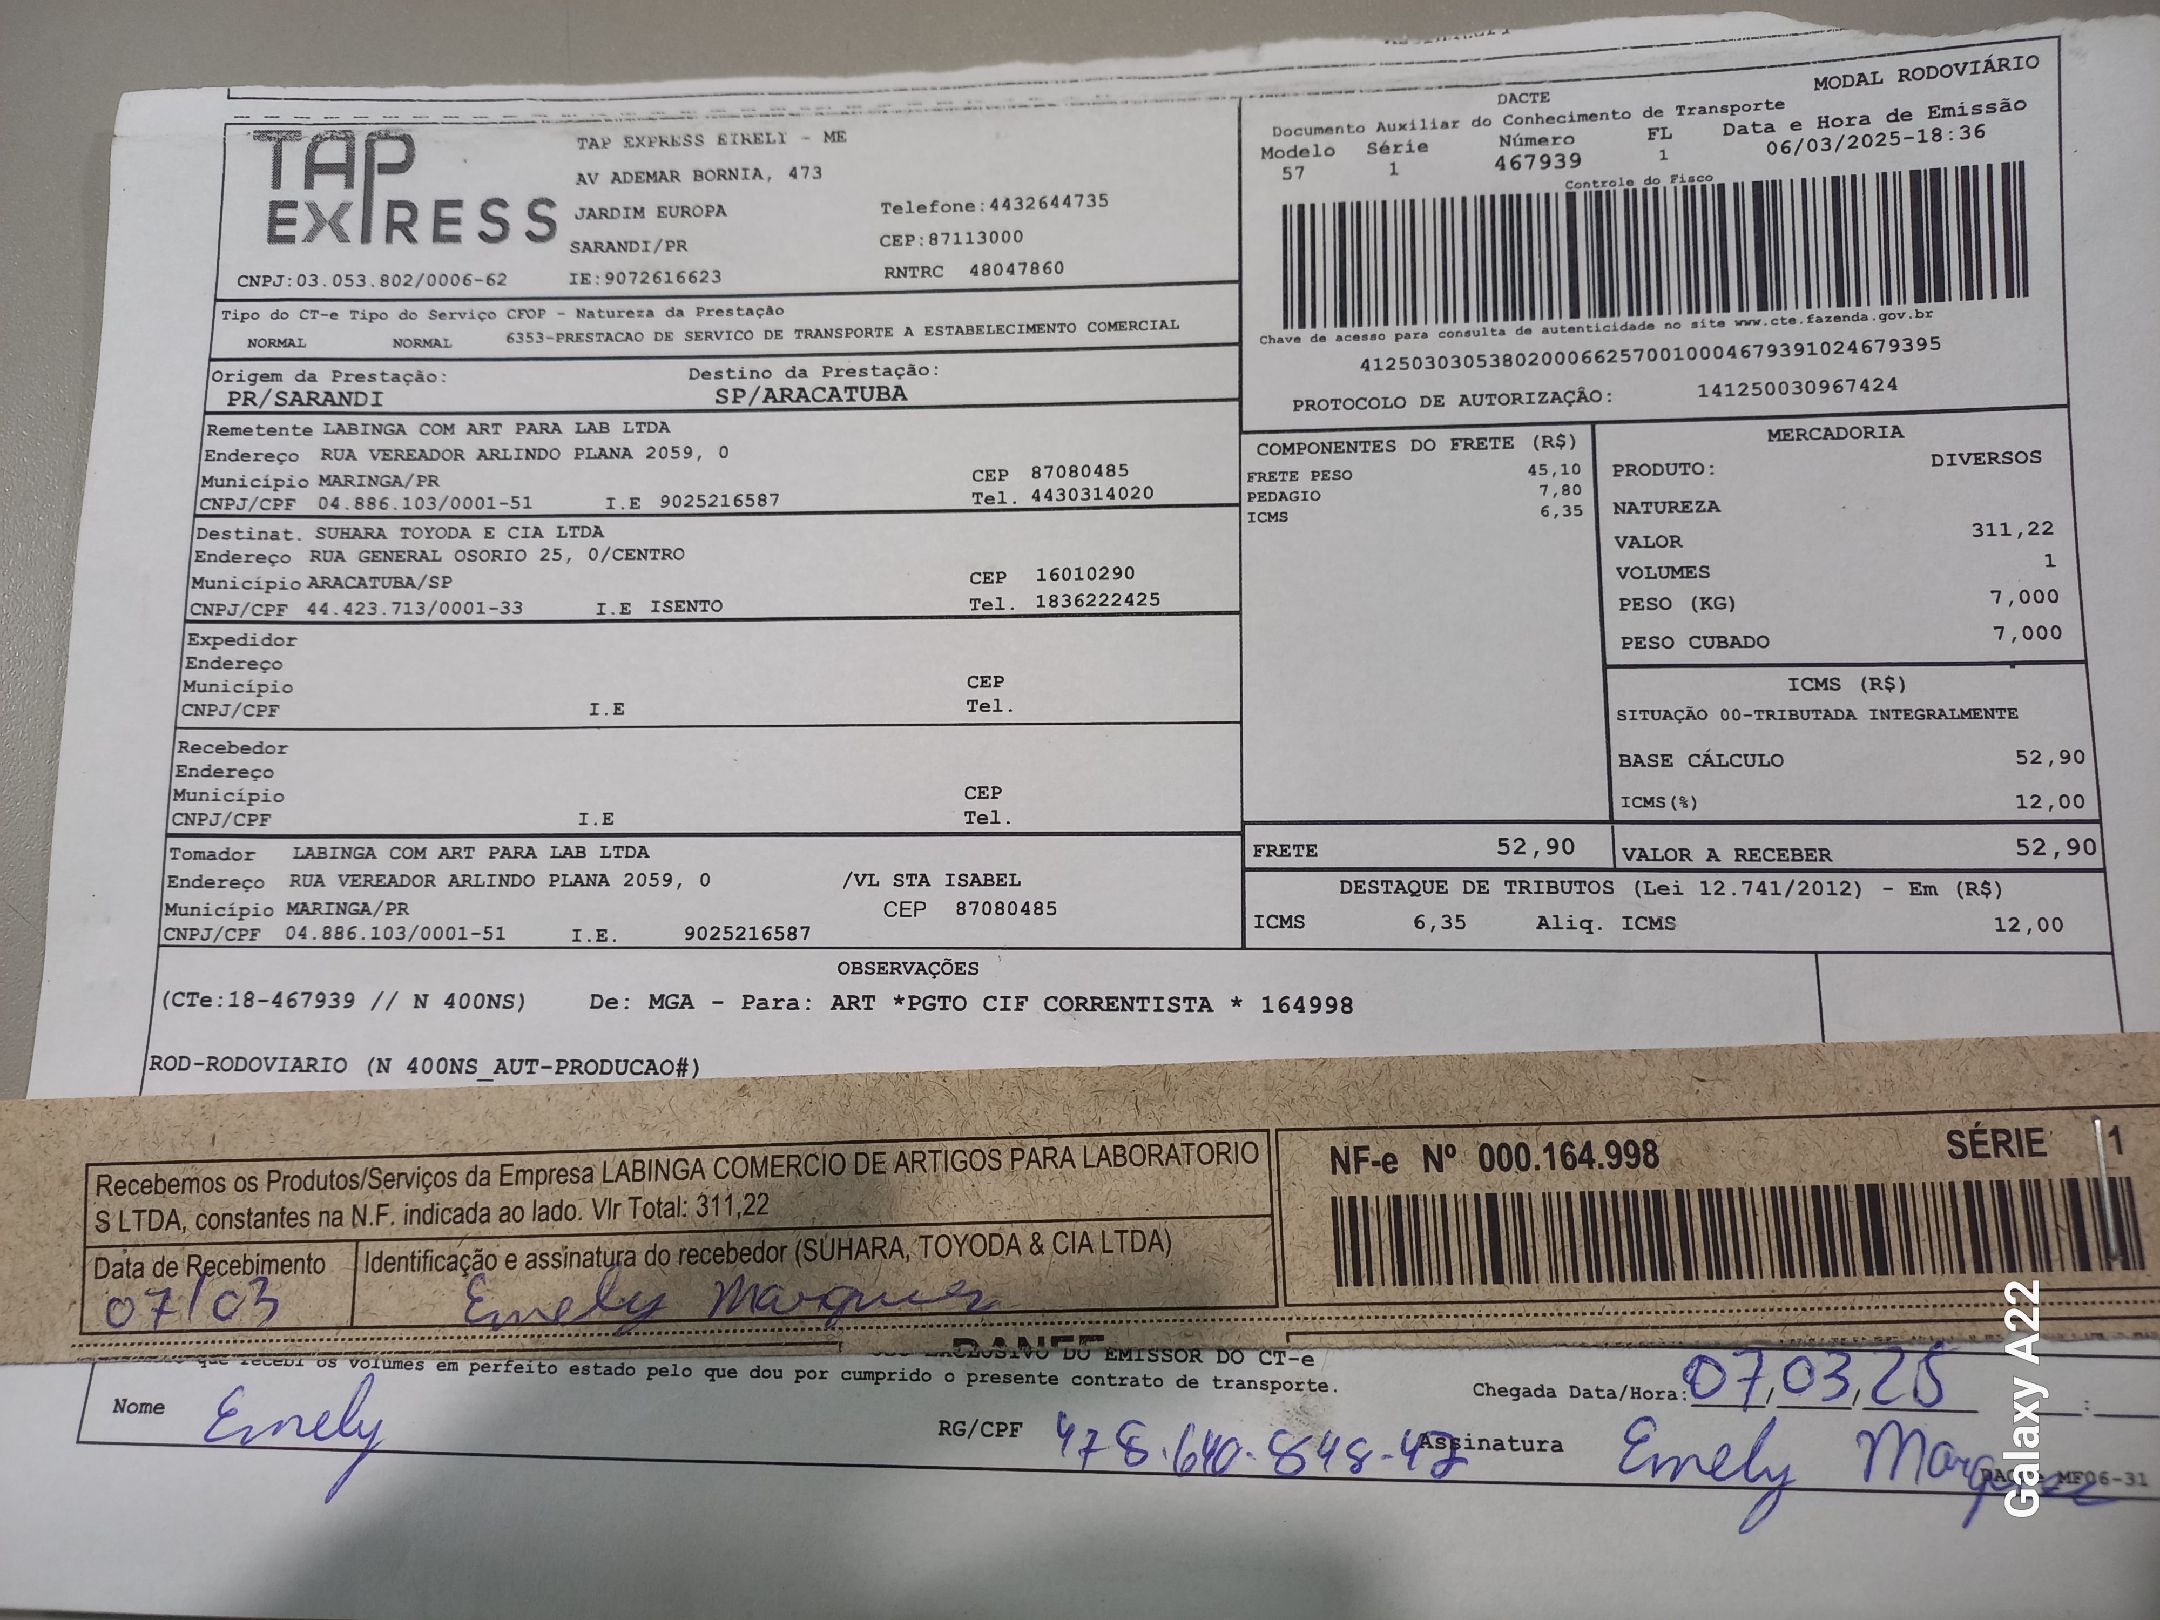 TAP EXPRESS
TAP EXPRESS EIRELI - ME
AV ADEMAR BORNIA, 473
JARDIM EUROPA Telefone:4432644735
SARANDI/PR CEP:87113000
CNPJ:03.053.802/0006-62 IE:9072616623 RNTRC 48047860
DACTE MODAL RODOVIÁRIO
Documento Auxiliar do Conhecimento de Transporte
Modelo Série Número FL Data e Hora de Emissão
57 1 467939 1 06/03/2025-18:36
Controle do Fisco
Chave de acesso para consulta de autenticidade no site www.cte.fazenda.gov.br
41250303053802000662570010004679391024679395
PROTOCOLO DE AUTORIZAÇÂO: 141250030967424
Tipo do CT-e Tipo do Serviço CFOP - Natureza da Prestação
NORMAL NORMAL 6353-PRESTACAO DE SERVICO DE TRANSPORTE A ESTABELECIMENTO COMERCIAL
Origem da Prestação: Destino da Prestação:
PR/SARANDI SP/ARACATUBA
Remetente LABINGA COM ART PARA LAB LTDA
Endereço RUA VEREADOR ARLINDO PLANA 2059, 0
Município MARINGA/PR CEP 87080485
CNPJ/CPF 04.886.103/0001-51 I.E 9025216587 Tel. 4430314020
Destinat. SUHARA TOYODA E CIA LTDA
Endereço RUA GENERAL OSORIO 25, 0/CENTRO
Município ARACATUBA/SP CEP 16010290
CNPJ/CPF 44.423.713/0001-33 I.E ISENTO Tel. 1836222425
Expedidor
Endereço
Município CEP
CNPJ/CPF I.E Tel.
Recebedor
Endereço
Município CEP
CNPJ/CPF I.E Tel.
Tomador LABINGA COM ART PARA LAB LTDA
Endereço RUA VEREADOR ARLINDO PLANA 2059, 0 /VL STA ISABEL
Município MARINGA/PR CEP 87080485
CNPJ/CPF 04.886.103/0001-51 I.E. 9025216587
COMPONENTES DO FRETE (R$)
FRETE PESO 45,10
PEDAGIO 7,80
ICMS 6,35
MERCADORIA
PRODUTO: DIVERSOS
NATUREZA
VALOR 311,22
VOLUMES 1
PESO (KG) 7,000
PESO CUBADO 7,000
ICMS (R$)
SITUAÇÃO 00-TRIBUTADA INTEGRALMENTE
BASE CÁLCULO 52,90
ICMS(%) 12,00
FRETE 52,90 VALOR A RECEBER 52,90
DESTAQUE DE TRIBUTOS (Lei 12.741/2012) - Em (R$)
ICMS 6,35 Aliq. ICMS 12,00
OBSERVAÇÕES
(CTe:18-467939 // N 400NS) De: MGA - Para: ART *PGTO CIF CORRENTISTA * 164998
ROD-RODOVIARIO (N 400NS_AUT-PRODUCAO#)
Recebemos os Produtos/Serviços da Empresa LABINGA COMERCIO DE ARTIGOS PARA LABORATORIO
S LTDA, constantes na N.F. indicada ao lado. Vlr Total: 311,22
NF-e Nº 000.164.998 SÉRIE 1
Data de Recebimento Identificação e assinatura do recebedor (SUHARA, TOYODA & CIA LTDA)
07/03 Emely Marques
DANFE
EXCLUSIVO DO EMISSOR DO CT-e
que recebi os volumes em perfeito estado pelo que dou por cumprido o presente contrato de transporte.
Chegada Data/Hora: 07,03,25 :
Nome Emely RG/CPF 478.640.848-42 Assinatura Emely Marques
MF06-31
Galaxy A22